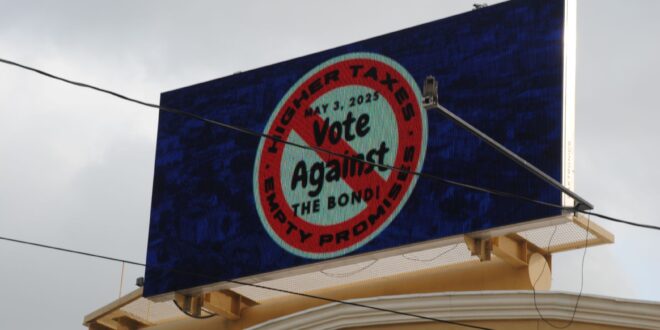 HIGHER TAXES
MAY 3, 2025
Vote
Against
THE BOND!
EMPTY PROMISES